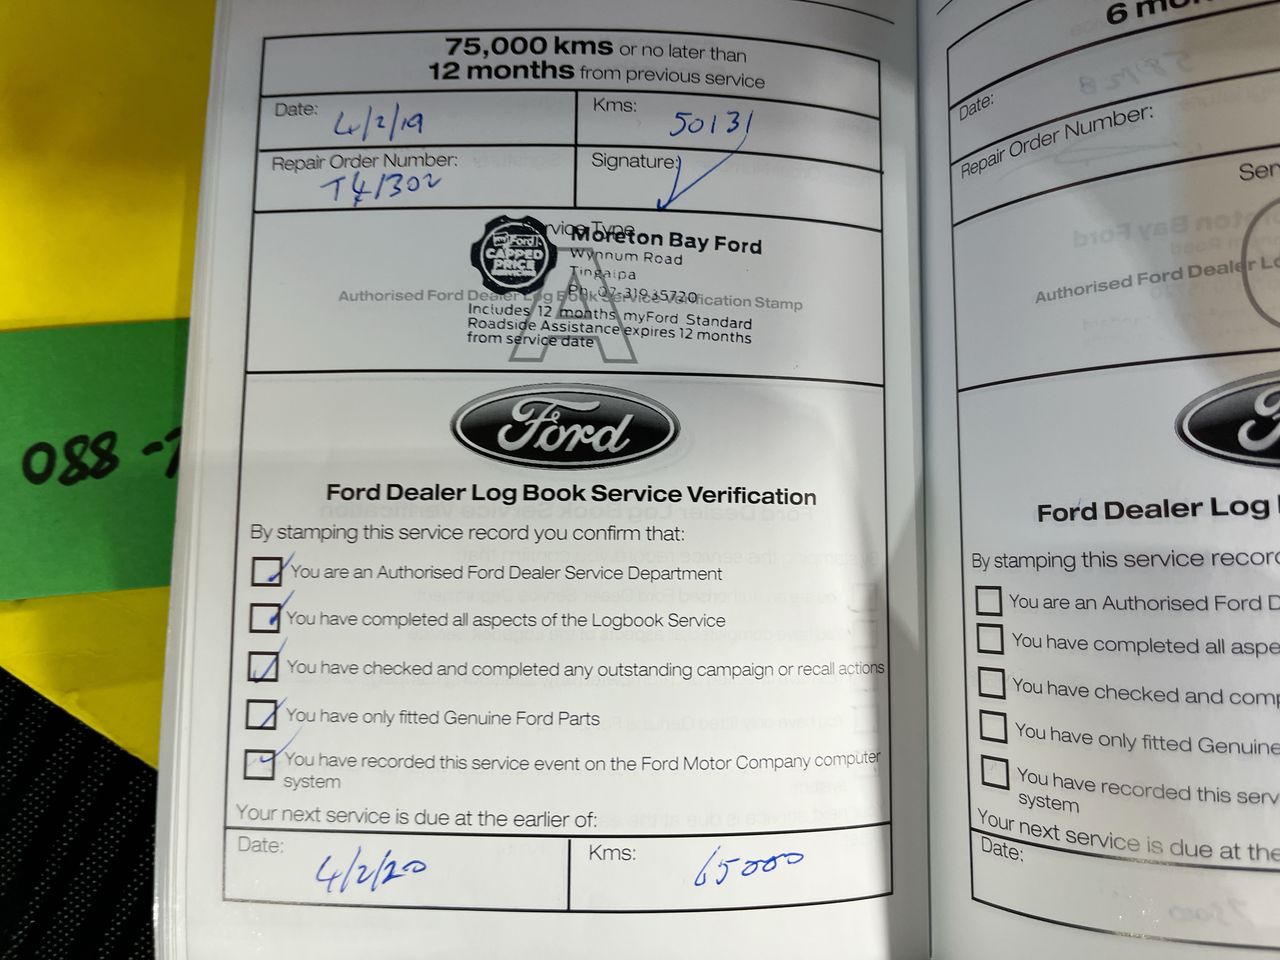 75,000 kms or no later than
12 months from previous service
Date:
4/2/19
Kms:
50131
Repair Order Number:
T41302
Signature:
Service Type
A
my Ford
CAPPED
PRICE
Moreton Bay Ford
Wynnum Road
Tingalpa
Authorised Ford Dealer Log Book Service Verification Stamp
Includes 12 months myFord Standard
Roadside Assistance expires 12 months
from service date
Ford
Ford Dealer Log Book Service Verification
By stamping this service record you confirm that:
You are an Authorised Ford Dealer Service Department
You have completed all aspects of the Logbook Service
You have checked and completed any outstanding campaign or recall actions
You have only fitted Genuine Ford Parts
You have recorded this service event on the Ford Motor Company computer
system
Your next service is due at the earlier of:
Date:
4/2/20
Kms:
65000
088 -
6
Date:
Repair Order Number:
Authorised Ford Dealer
Ford Dealer Log
By stamping this service
You are an Authorised Ford
You have completed all
You have checked and
You have only fitted Genuine
You have recorded this
system
Your next service is due at the
Date: